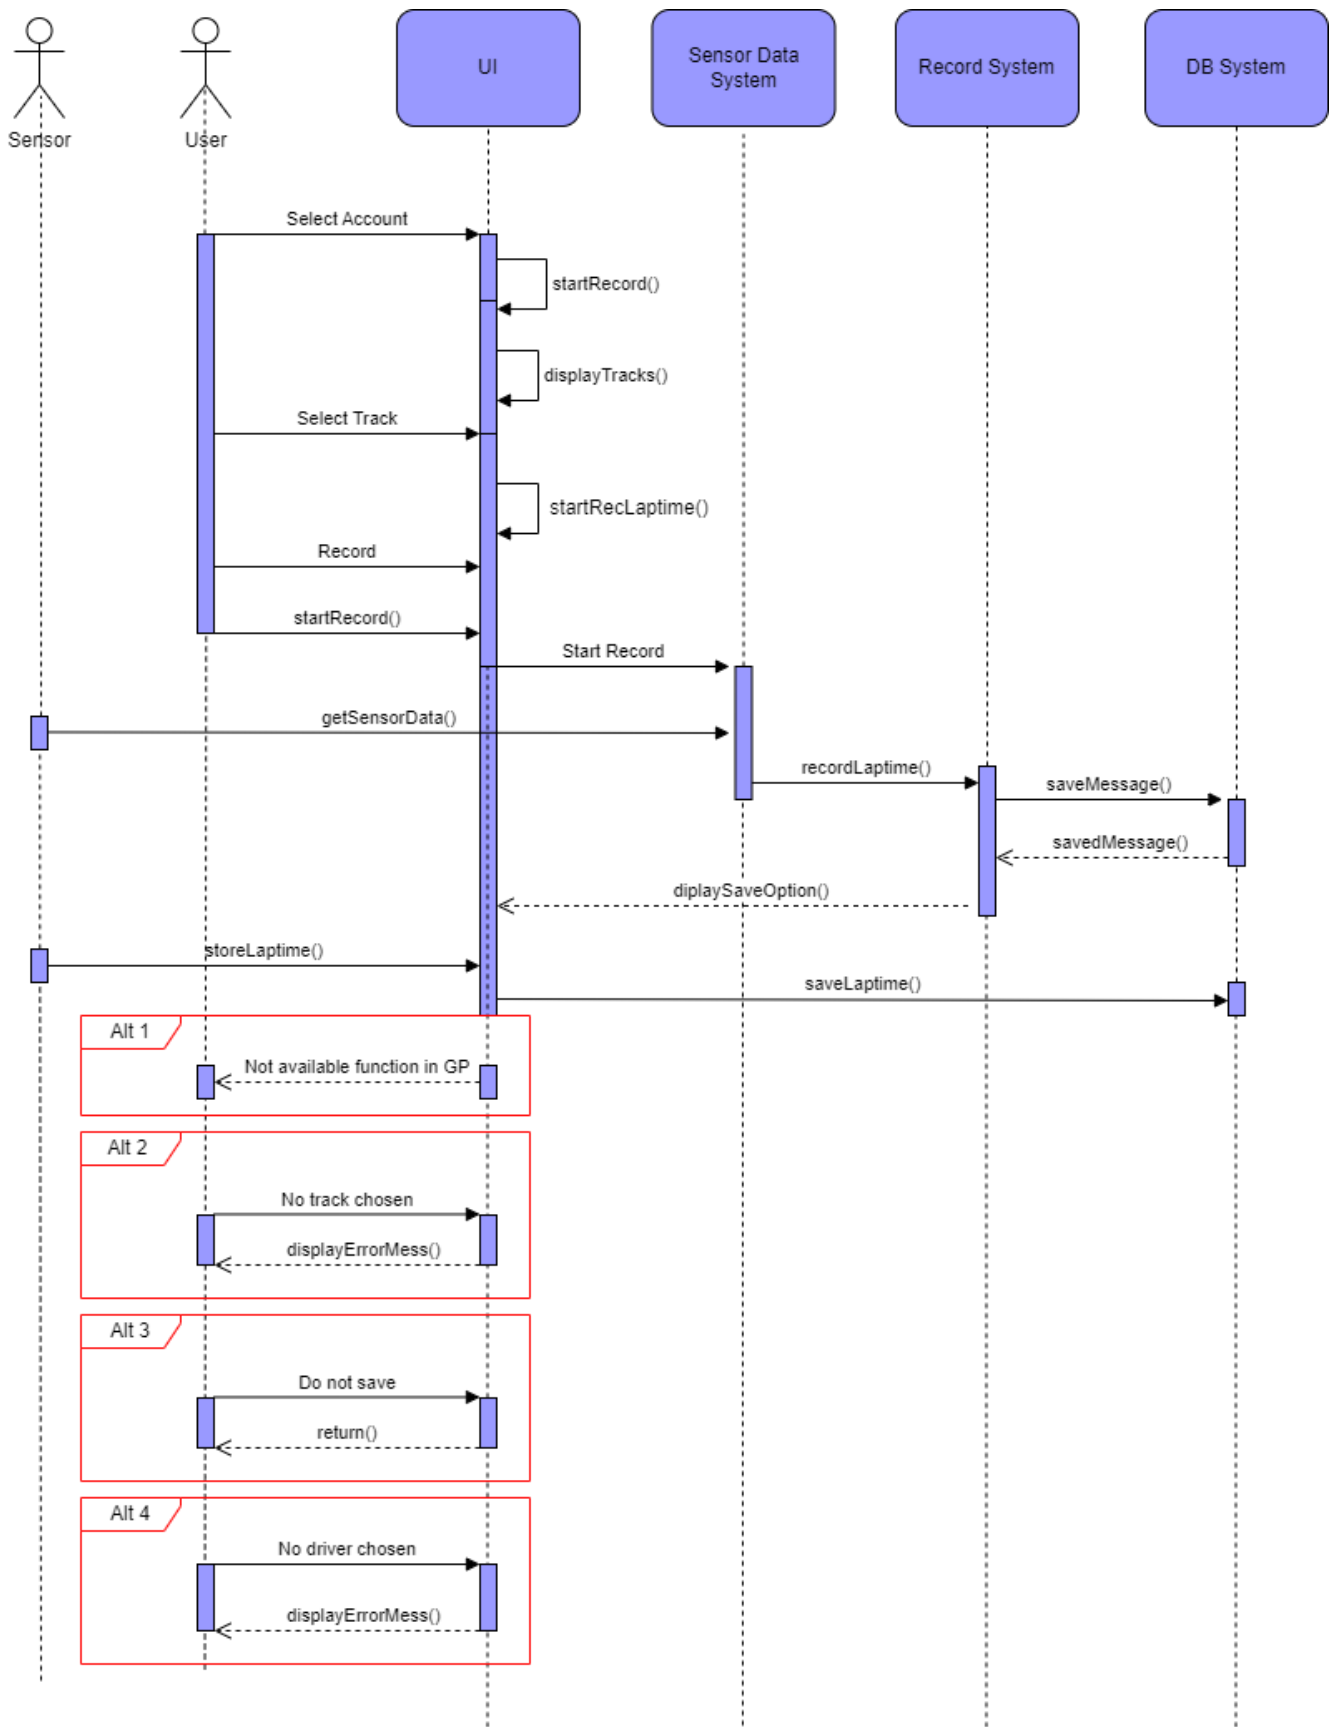 Sensor
User
UI
Sensor Data
System
Record System
DB System
Select Account
startRecord()
displayTracks()
Select Track
startRecLaptime()
Record
startRecord()
Start Record
getSensorData()
recordLaptime()
saveMessage()
savedMessage()
diplaySaveOption()
storeLaptime()
saveLaptime()
Alt 1
Not available function in GP
Alt 2
No track chosen
displayErrorMess()
Alt 3
Do not save
return()
Alt 4
No driver chosen
displayErrorMess()